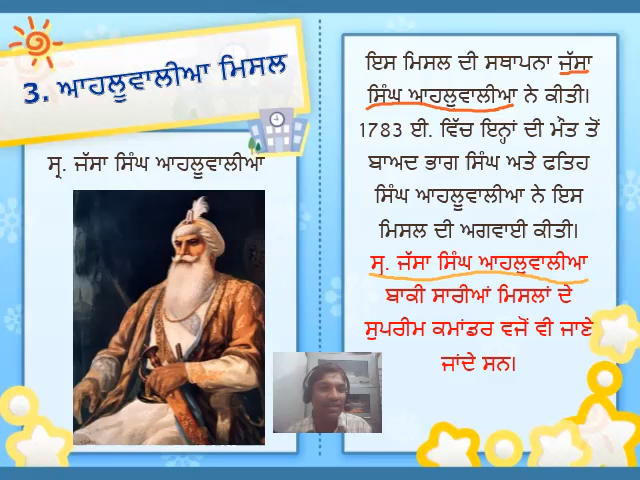 3. ਆਹਲੂਵਾਲੀਆ ਮਿਸਲ
ਸ੍ਰ. ਜੱਸਾ ਸਿੰਘ ਆਹਲੂਵਾਲੀਆ
ਇਸ ਮਿਸਲ ਦੀ ਸਥਾਪਨਾ ਜੱਸਾ
ਸਿੰਘ ਆਹਲੁਵਾਲੀਆ ਨੇ ਕੀਤੀ।
1783 ਈ. ਵਿੱਚ ਇਨ੍ਹਾਂ ਦੀ ਮੌਤ ਤੋਂ
ਬਾਅਦ ਭਾਗ ਸਿੰਘ ਅਤੇ ਫਤਿਹ
ਸਿੰਘ ਆਹਲੂਵਾਲੀਆ ਨੇ ਇਸ
ਮਿਸਲ ਦੀ ਅਗਵਾਈ ਕੀਤੀ।
ਸ੍ਰ. ਜੱਸਾ ਸਿੰਘ ਆਹਲੁਵਾਲੀਆ
ਬਾਕੀ ਸਾਰੀਆਂ ਮਿਸਲਾਂ ਦੇ
ਸੁਪਰੀਮ ਕਮਾਂਡਰ ਵਜੋਂ ਵੀ ਜਾਣੇ
ਜਾਂਦੇ ਸਨ।